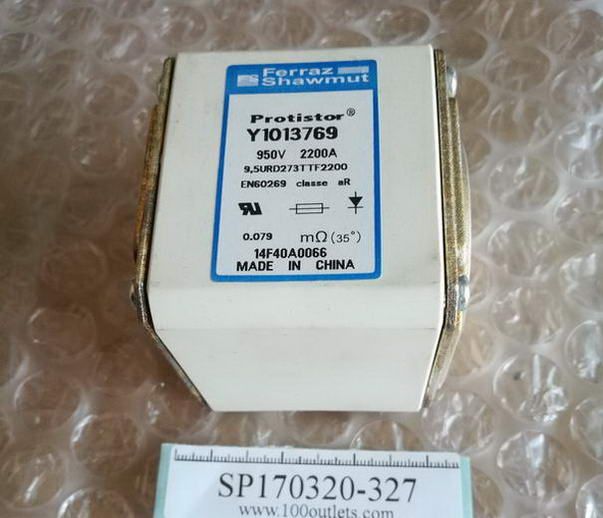 Ferraz
Shawmut
Protistor®
Y1013769
950V 2200A
9,5URD273TTF2200
EN60269 classe aR
0.079 mΩ (35°)
14F40A0066
MADE IN CHINA
SP170320-327
www.100outlets.com